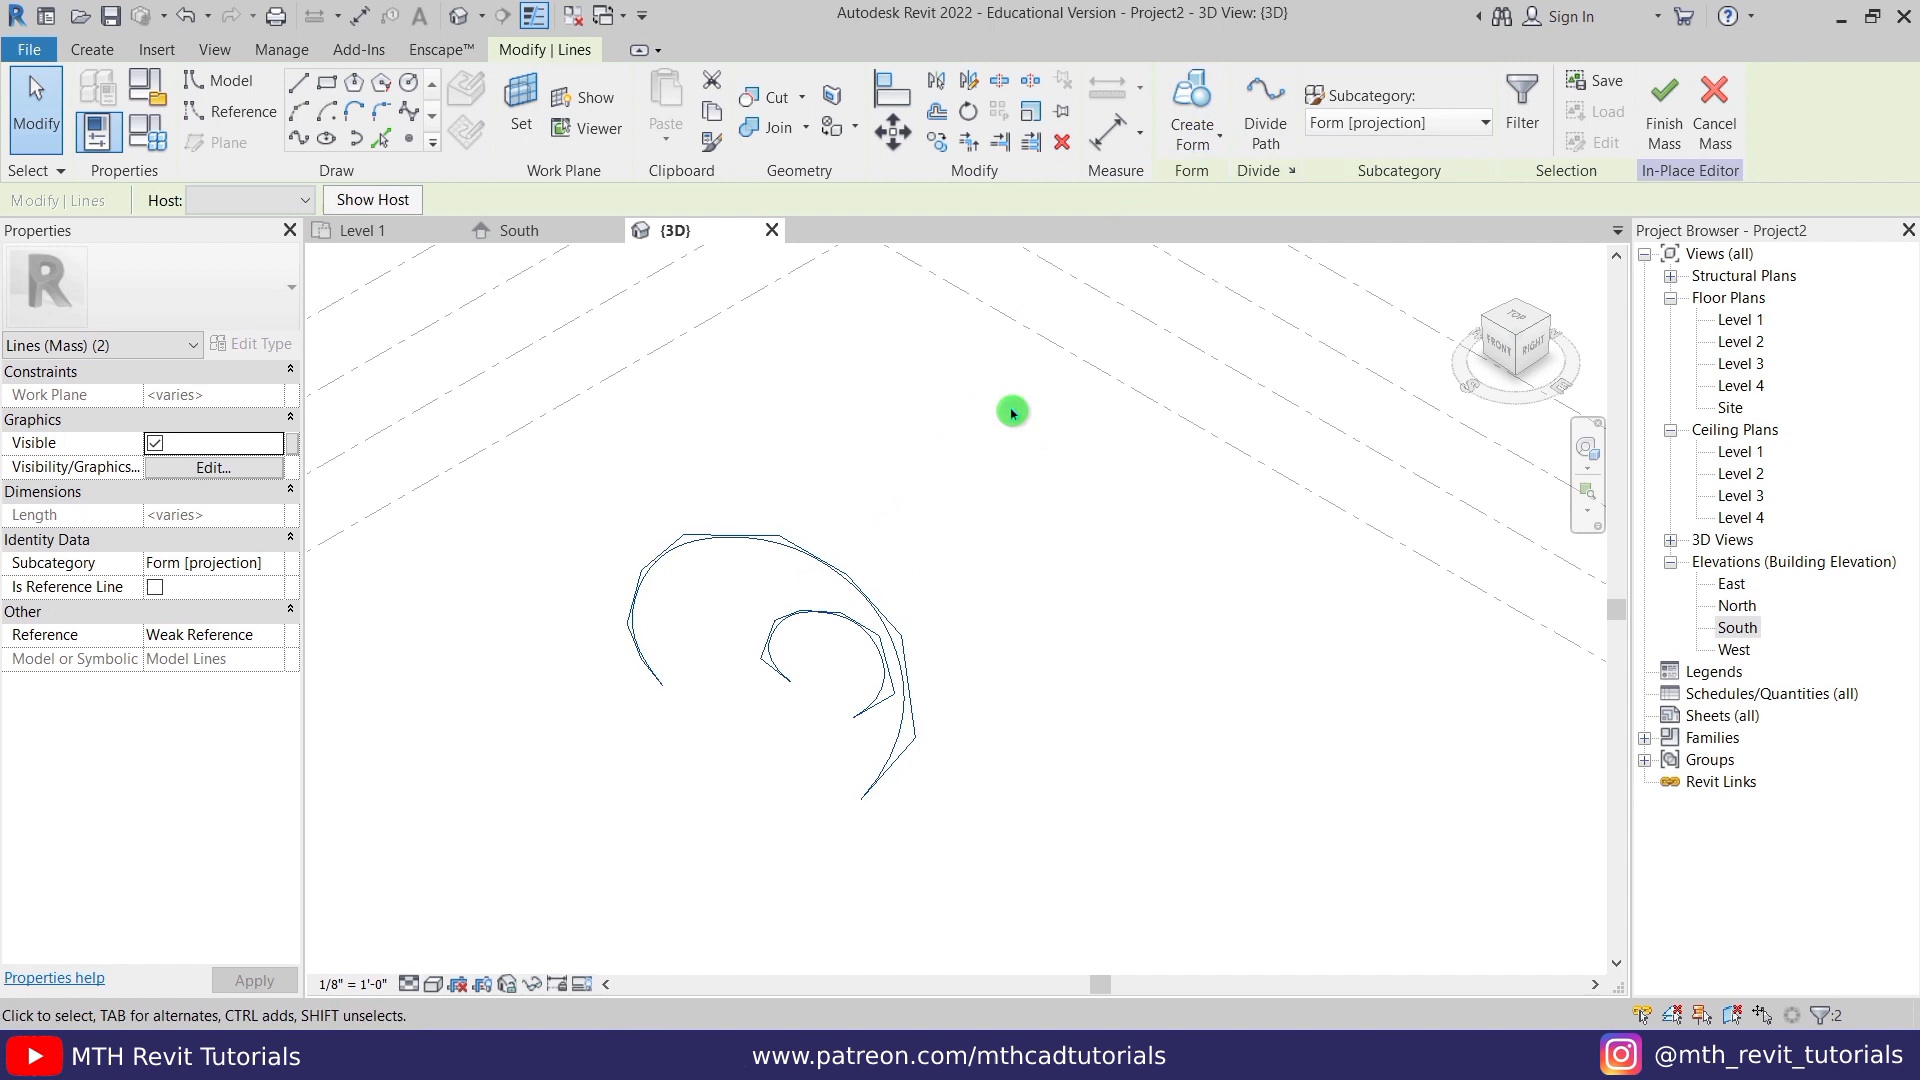 Autodesk Revit 2022 - Educational Version - Project2 - 3D View: {3D}
Sign In
File
Create
Insert
View
Manage
Add-Ins
Enscape™
Modify | Lines
Modify
Model
Reference
Plane
Set
Show
Viewer
Paste
Cut
Join
Create
Form
Divide
Path
Subcategory:
Form [projection]
Filter
Save
Load
Edit
Finish
Mass
Cancel
Mass
Select
Properties
Draw
Work Plane
Clipboard
Geometry
Modify
Measure
Form
Divide
Subcategory
Selection
In-Place Editor
Modify | Lines
Host:
Show Host
Properties
Level 1
South
{3D}
Project Browser - Project2
Lines (Mass) (2)
Edit Type
Constraints
Work Plane
<varies>
Graphics
Visible
Visibility/Graphics...
Edit...
Dimensions
Length
<varies>
Identity Data
Subcategory
Form [projection]
Is Reference Line
Other
Reference
Weak Reference
Model or Symbolic
Model Lines
Properties help
Apply
TOP
FRONT
RIGHT
Views (all)
Structural Plans
Floor Plans
Level 1
Level 2
Level 3
Level 4
Site
Ceiling Plans
Level 1
Level 2
Level 3
Level 4
3D Views
Elevations (Building Elevation)
East
North
South
West
Legends
Schedules/Quantities (all)
Sheets (all)
Families
Groups
Revit Links
1/8" = 1'-0"
Click to select, TAB for alternates, CTRL adds, SHIFT unselects.
:2
MTH Revit Tutorials
www.patreon.com/mthcadtutorials
@mth_revit_tutorials